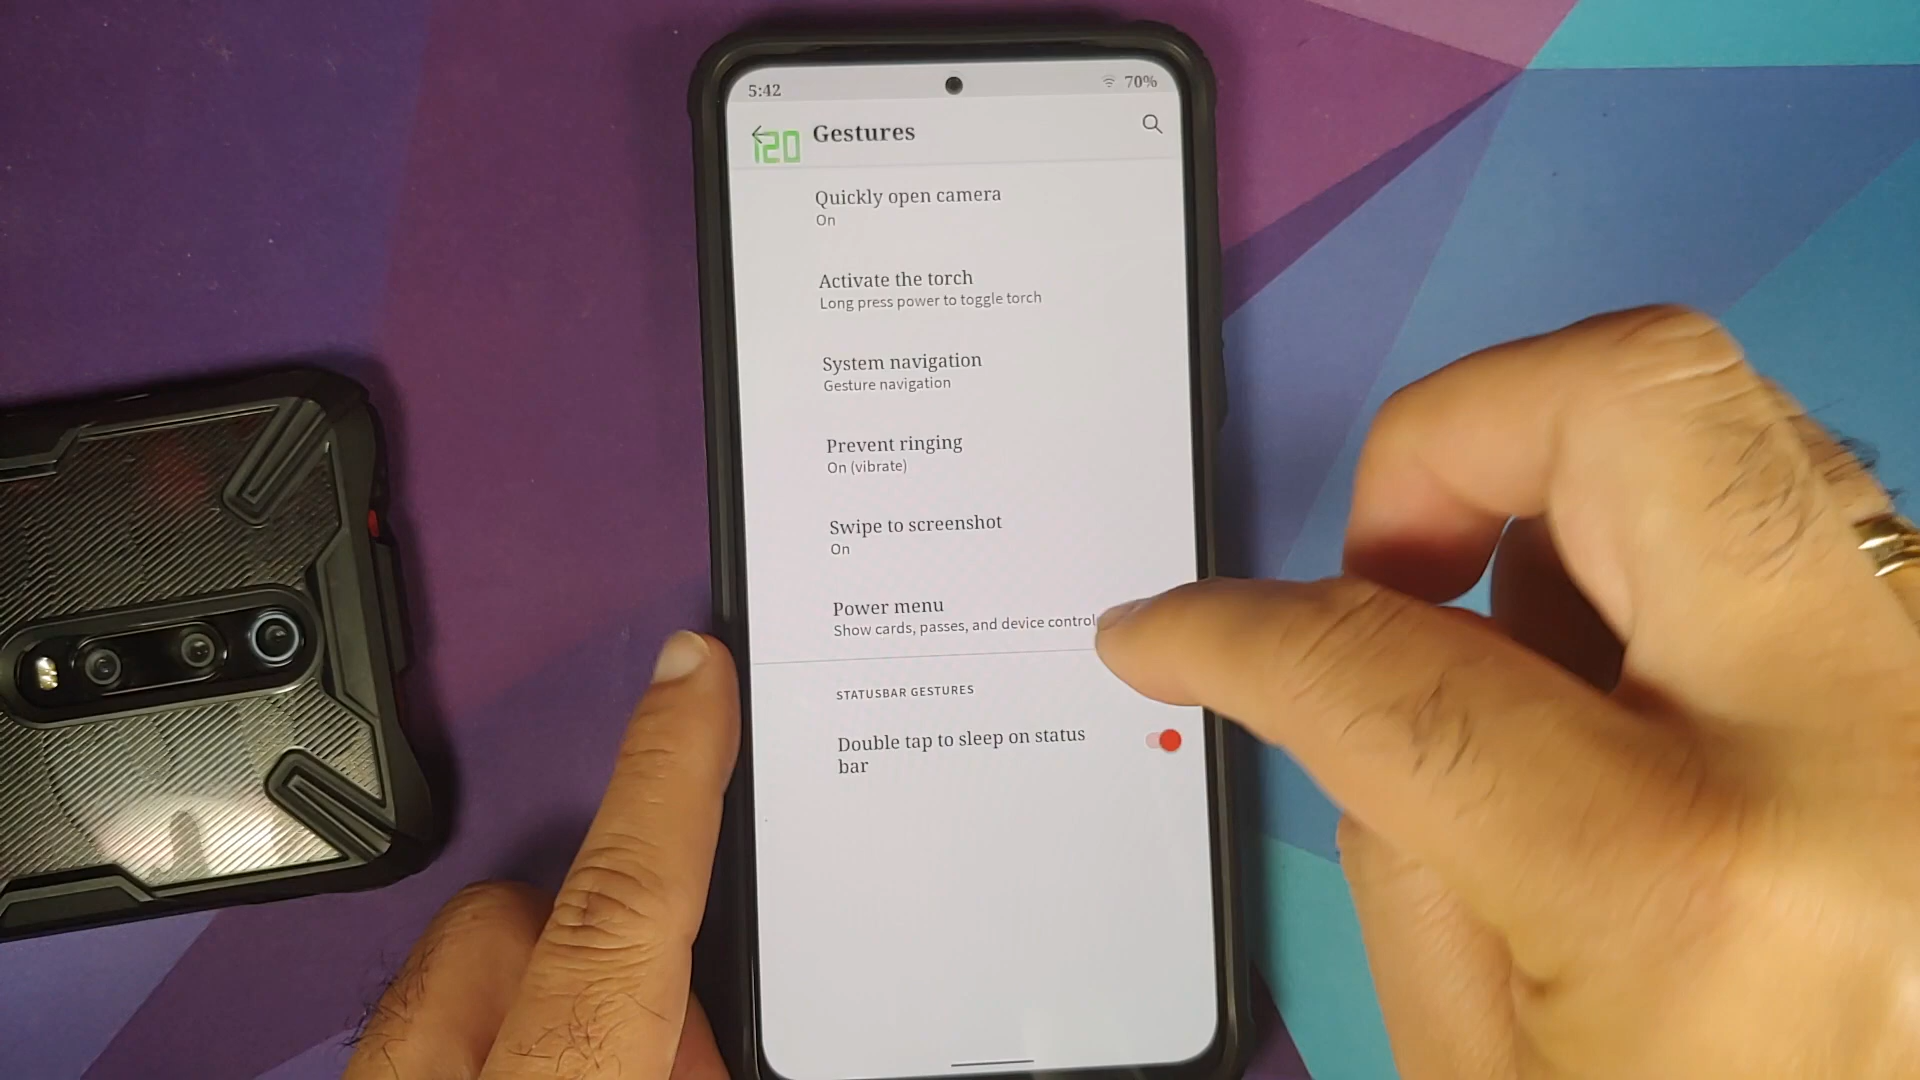 5:42
70%
120
Gestures
Quickly open camera
On
Activate the torch
Long press power to toggle torch
System navigation
Gesture navigation
Prevent ringing
On (vibrate)
Swipe to screenshot
On
Power menu
Show cards, passes, and device control
STATUSBAR GESTURES
Double tap to sleep on status
bar